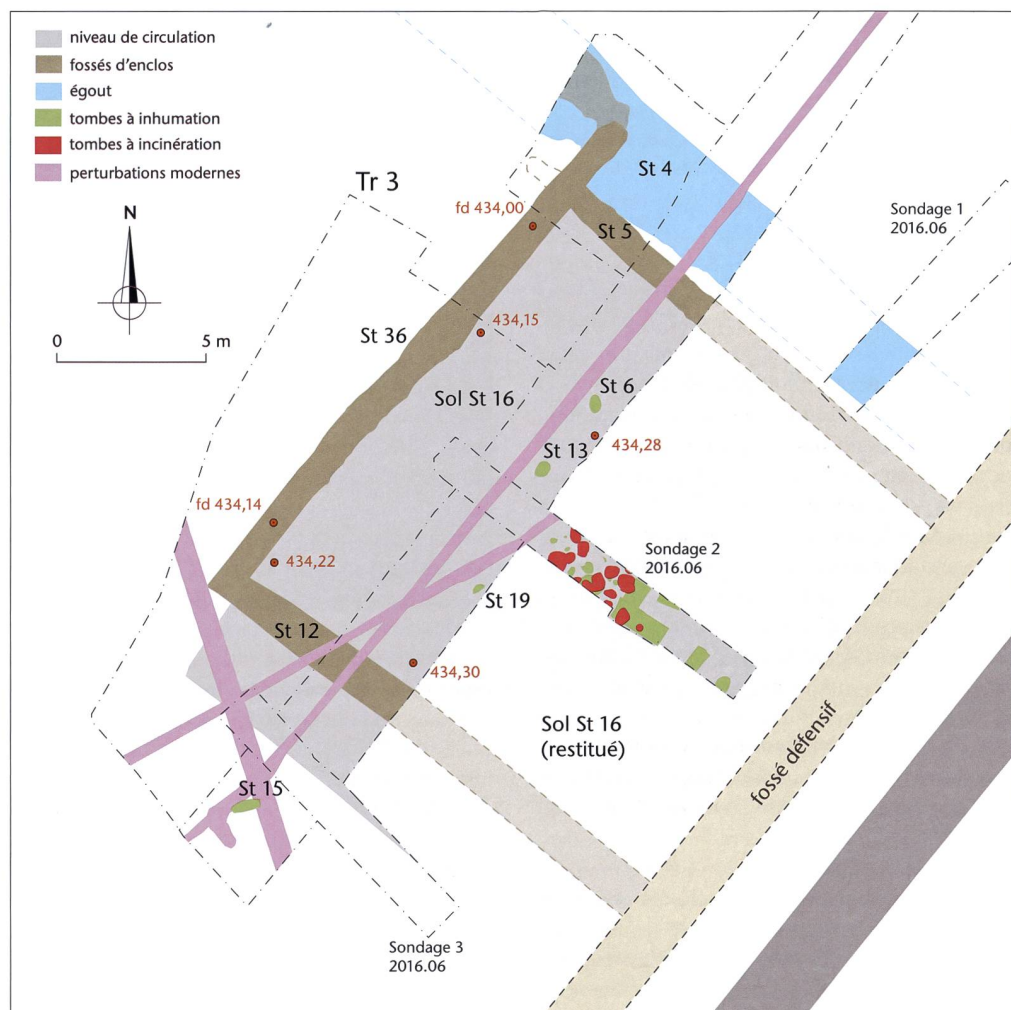 niveau de circulation
fossés d'enclos
égout
tombes à inhumation
tombes à incinération
perturbations modernes
N
0
5 m
Tr 3
fd 434,00
St 4
St 5
Sondage 1
2016.06
434,15
St 36
Sol St 16
St 6
434,28
St 13
fd 434,14
434,22
Sondage 2
2016.06
St 19
St 12
434,30
Sol St 16
(restitué)
fossé défensif
St 15
Sondage 3
2016.06